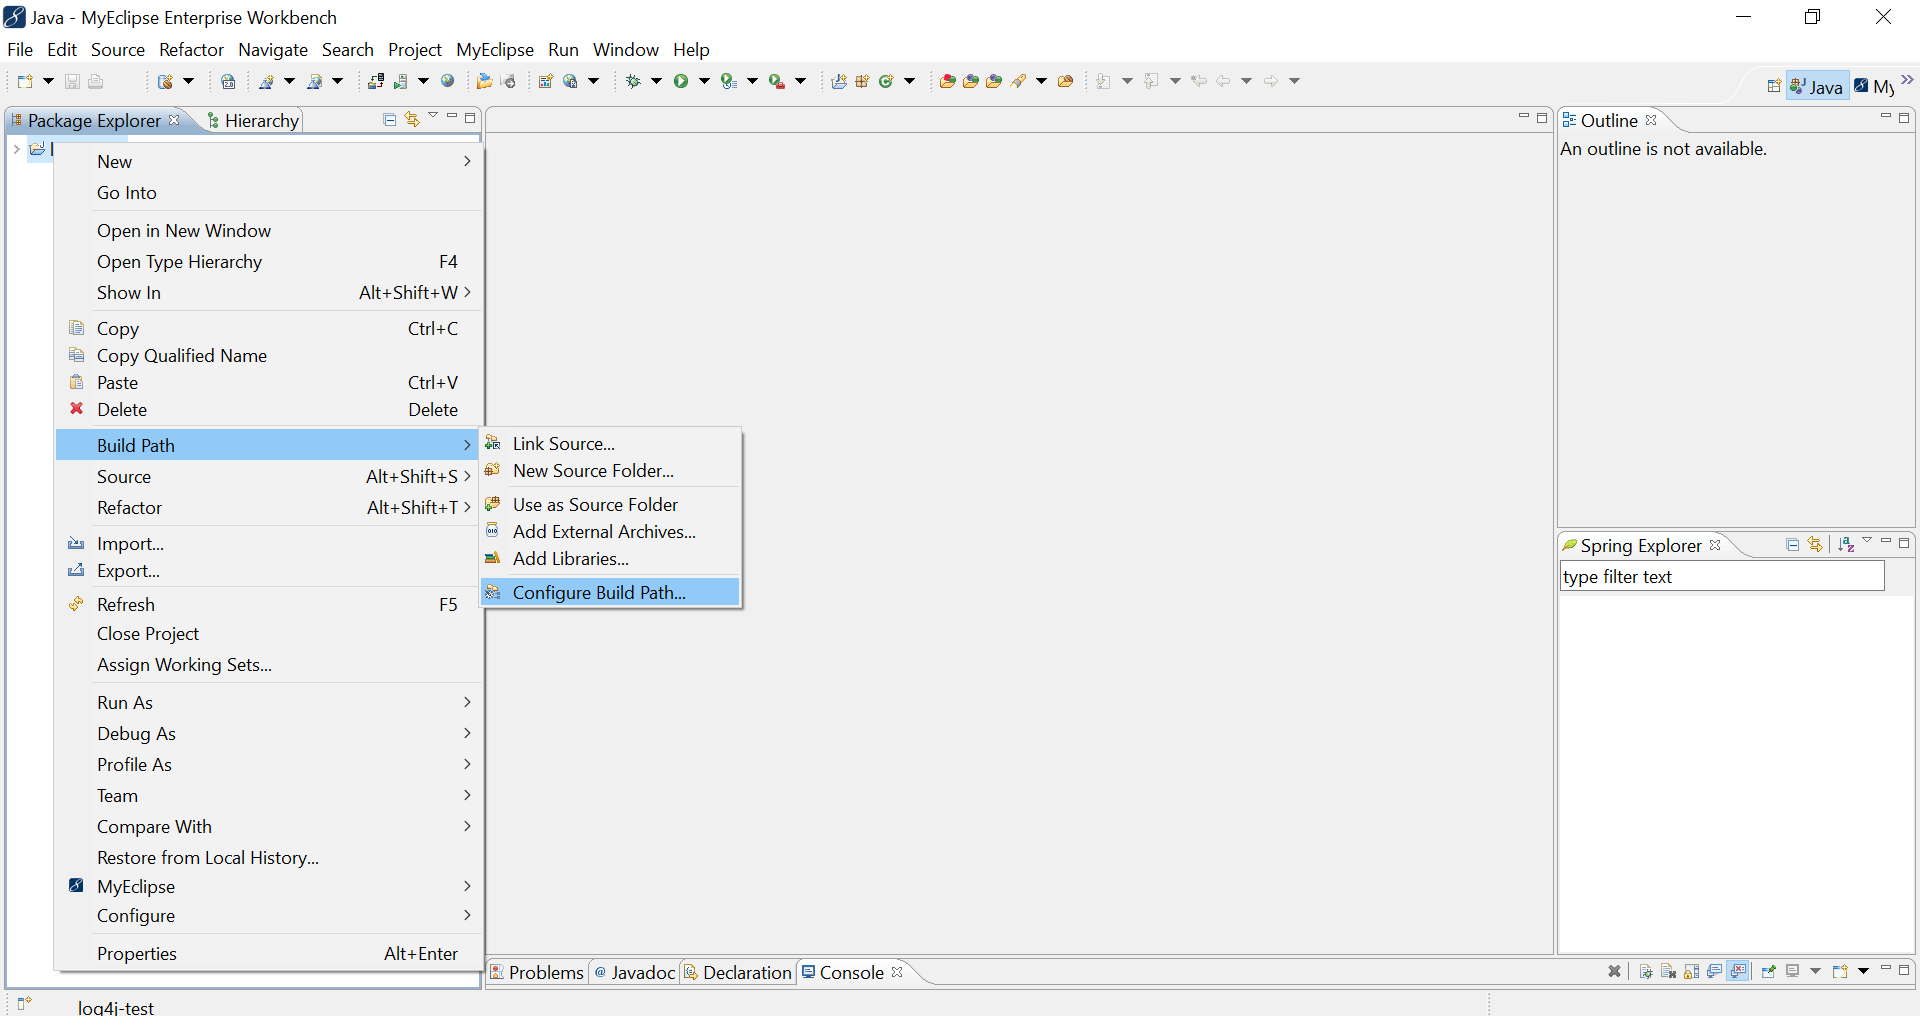 Java - MyEclipse Enterprise Workbench
File Edit Source Refactor Navigate Search Project MyEclipse Run Window Help
Java My
Package Explorer Hierarchy
Outline
An outline is not available.
New
Go Into
Open in New Window
Open Type Hierarchy F4
Show In Alt+Shift+W
Copy Ctrl+C
Copy Qualified Name
Paste Ctrl+V
Delete Delete
Build Path
Source Alt+Shift+S
Refactor Alt+Shift+T
Import...
Export...
Refresh F5
Close Project
Assign Working Sets...
Run As
Debug As
Profile As
Team
Compare With
Restore from Local History...
MyEclipse
Configure
Properties Alt+Enter
Link Source...
New Source Folder...
Use as Source Folder
Add External Archives...
Add Libraries...
Configure Build Path...
Spring Explorer
type filter text
Problems @ Javadoc Declaration Console
log4j-test